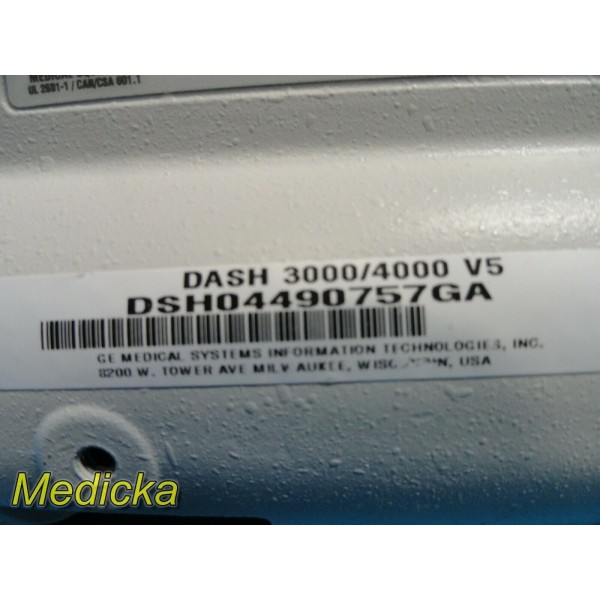 MEDICAL
UL 2601-1 / CAN/CSA 601.1
DASH 3000/4000 V5
DSH04490757GA
GE MEDICAL SYSTEMS INFORMATION TECHNOLOGIES, INC.
8200 W. TOWER AVE MILWAUKEE, WISCONSIN, USA
Medicka